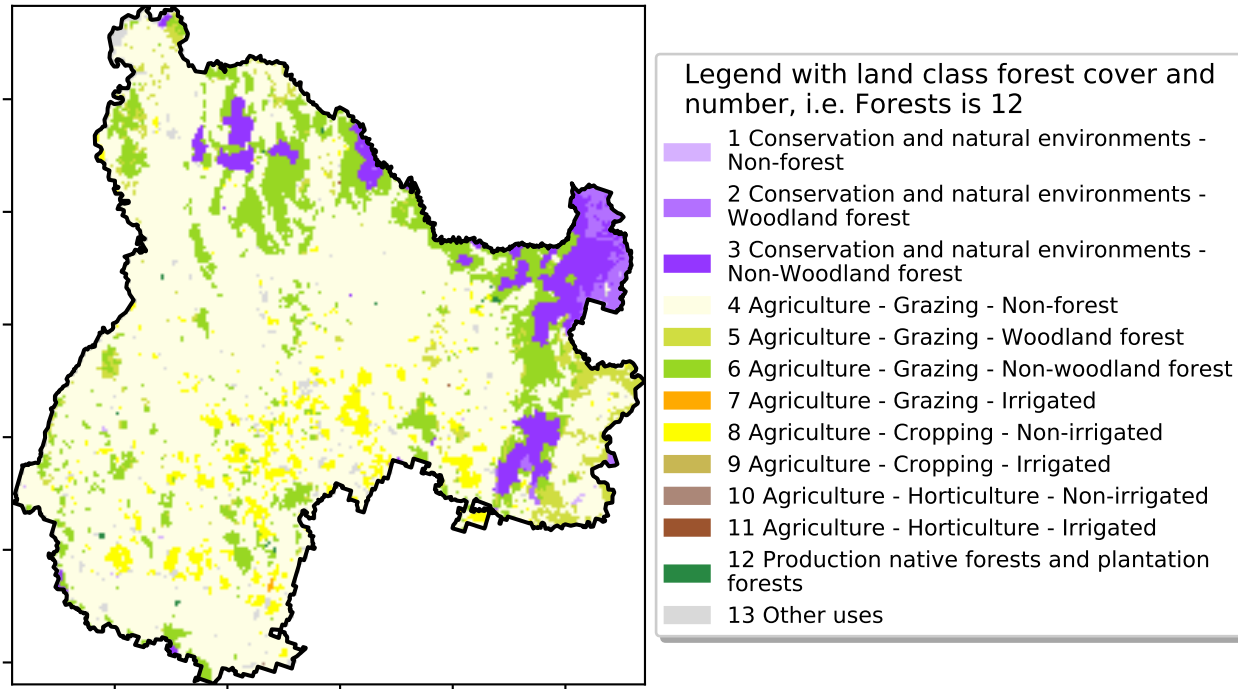 Legend with land class forest cover and
number, i.e. Forests is 12
1 Conservation and natural environments -
Non-forest
2 Conservation and natural environments -
Woodland forest
3 Conservation and natural environments -
Non-Woodland forest
4 Agriculture - Grazing - Non-forest
5 Agriculture - Grazing - Woodland forest
6 Agriculture - Grazing - Non-woodland forest
7 Agriculture - Grazing - Irrigated
8 Agriculture - Cropping - Non-irrigated
9 Agriculture - Cropping - Irrigated
10 Agriculture - Horticulture - Non-irrigated
11 Agriculture - Horticulture - Irrigated
12 Production native forests and plantation
forests
13 Other uses